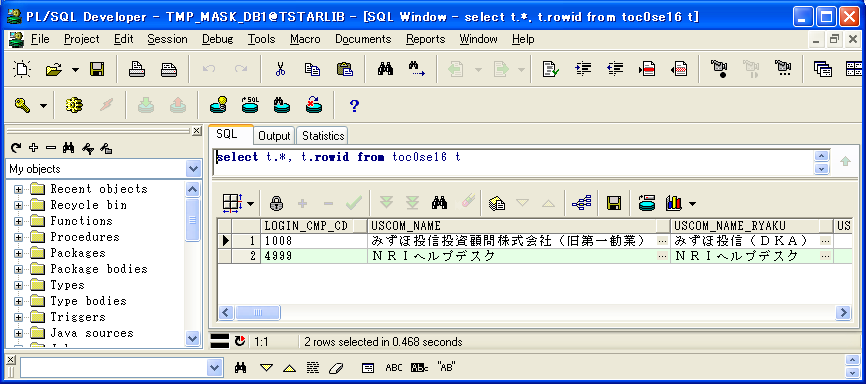 PL/SQL Developer - TMP_MASK_DB1@TSTARLIB - [SQL Window - select t.*, t.rowid from toc0se16 t]
File Project Edit Session Debug Tools Macro Documents Reports Window Help
SQL
?
SQL Output Statistics
select t.*, t.rowid from toc0se16 t
My objects
Recent objects
Recycle bin
Functions
Procedures
Packages
Package bodies
Types
Type bodies
Triggers
Java sources
LOGIN_CMP_CD USCOM_NAME USCOM_NAME_RYAKU US
1 1008 みずほ投信投資顧問株式会社（旧第一勧業） ... みずほ投信（ＤＫＡ） ...
2 4999 ＮＲＩヘルプデスク ... ＮＲＩヘルプデスク ...
1:1 2 rows selected in 0.468 seconds
ABC "AB"